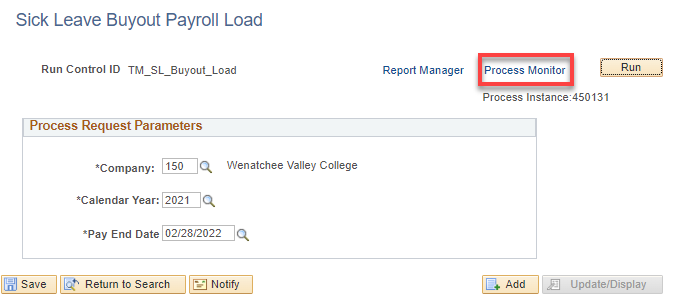 Sick Leave Buyout Payroll Load
Run Control ID TM_SL_Buyout_Load Report Manager Process Monitor Run
Process Instance:450131
Process Request Parameters
*Company: 150 Wenatchee Valley College
*Calendar Year: 2021
*Pay End Date 02/28/2022
Save Return to Search Notify Add Update/Display